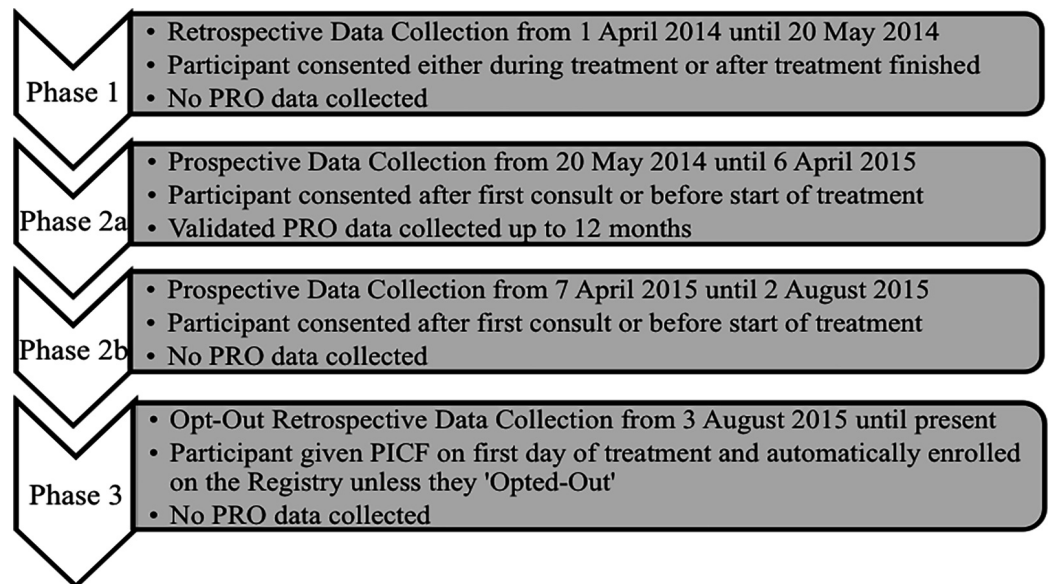 Phase 1
• Retrospective Data Collection from 1 April 2014 until 20 May 2014
• Participant consented either during treatment or after treatment finished
• No PRO data collected
Phase 2a
• Prospective Data Collection from 20 May 2014 until 6 April 2015
• Participant consented after first consult or before start of treatment
• Validated PRO data collected up to 12 months
Phase 2b
• Prospective Data Collection from 7 April 2015 until 2 August 2015
• Participant consented after first consult or before start of treatment
• No PRO data collected
Phase 3
• Opt-Out Retrospective Data Collection from 3 August 2015 until present
• Participant given PICF on first day of treatment and automatically enrolled
on the Registry unless they 'Opted-Out'
• No PRO data collected